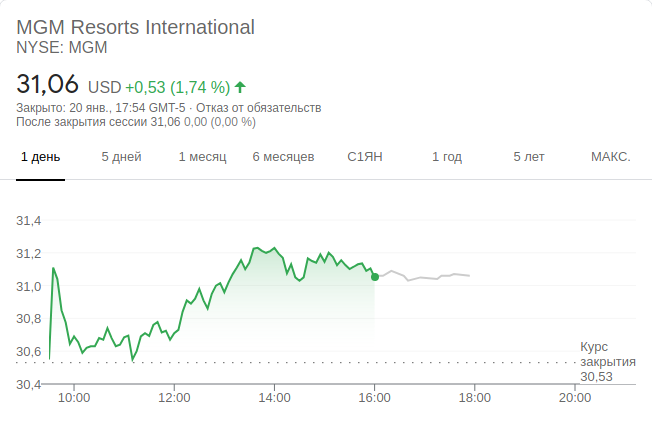 MGM Resorts International
NYSE: MGM
31,06 USD +0,53 (1,74 %)
Закрыто: 20 янв., 17:54 GMT-5 · Отказ от обязательств
После закрытия сессии 31,06 0,00 (0,00 %)
1 день 5 дней 1 месяц 6 месяцев С1ЯН 1 год 5 лет МАКС.
31,4
31,2
31,0
30,8
30,6
30,4
Курс
закрытия
30,53
10:00 12:00 14:00 16:00 18:00 20:00